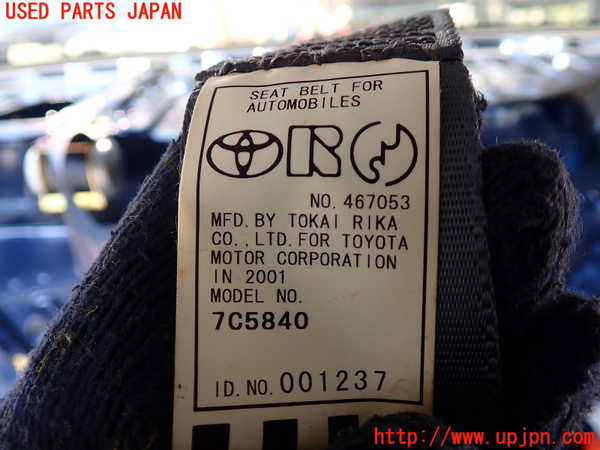 USED PARTS JAPAN
SEAT BELT FOR
AUTOMOBILES
NO. 467053
MFD. BY TOKAI RIKA
CO., LTD. FOR TOYOTA
MOTOR CORPORATION
IN 2001
MODEL NO.
7C5840
ID. NO. 001237
http://www.upjpn.com